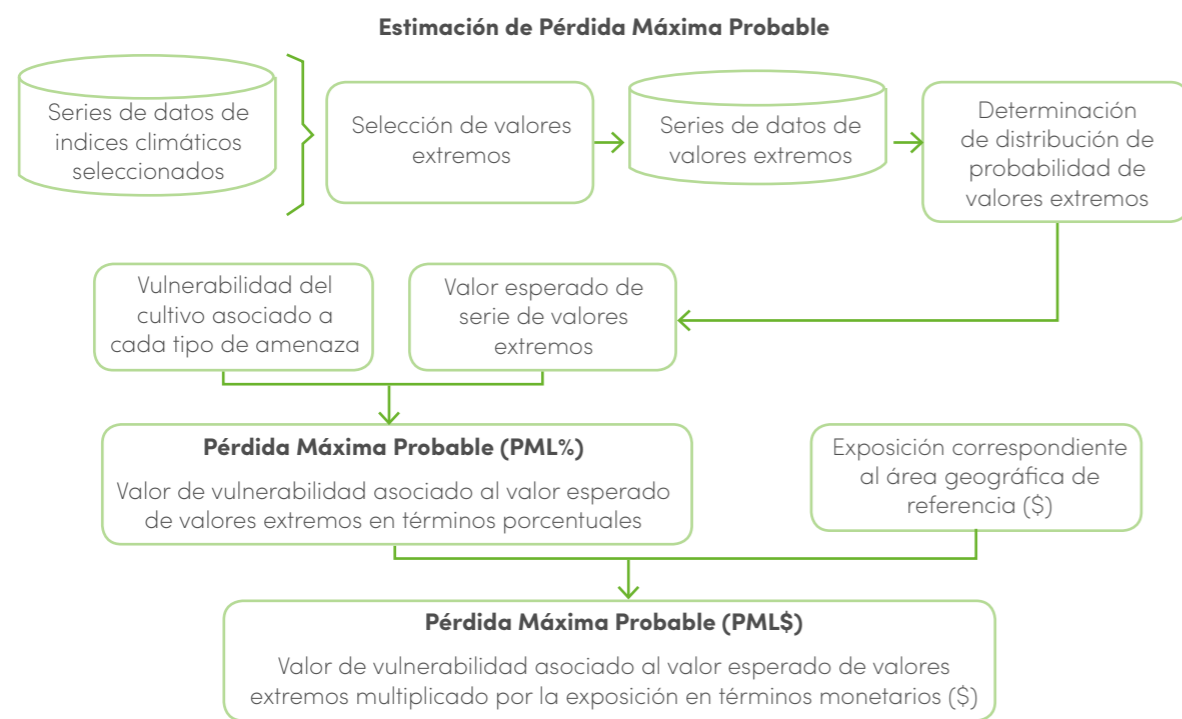 Estimación de Pérdida Máxima Probable
Series de datos de
indices climáticos
seleccionados
Selección de valores
extremos
Series de datos de
valores extremos
Determinación
de distribución de
probabilidad de
valores extremos
Vulnerabilidad del
cultivo asociado a
cada tipo de amenaza
Valor esperado de
serie de valores
extremos
Pérdida Máxima Probable (PML%)
Valor de vulnerabilidad asociado al valor esperado
de valores extremos en términos porcentuales
Exposición correspondiente
al área geográfica de
referencia ($)
Pérdida Máxima Probable (PML$)
Valor de vulnerabilidad asociado al valor esperado de valores
extremos multiplicado por la exposición en términos monetarios ($)